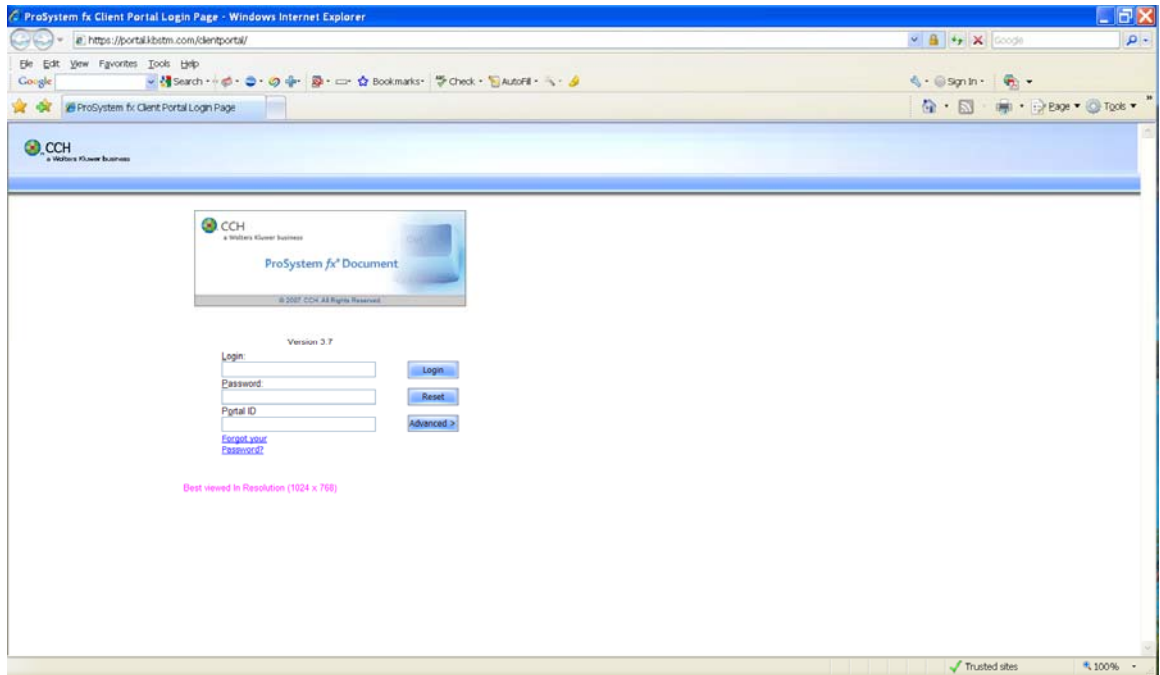 ProSystem fx Client Portal Login Page - Windows Internet Explorer
https://portal.kbstm.com/clientportal/
Google
File Edit View Favorites Tools Help
Google Search Bookmarks Check AutoFill Sign In
ProSystem fx Client Portal Login Page
Page Tools
CCH
a Wolters Kluwer business
CCH
a Wolters Kluwer business
ProSystem fx® Document
© 2007 CCH. All Rights Reserved
Version 3.7
Login:
Login
Password:
Reset
Portal ID
Advanced >
Forgot your
Password?
Best viewed In Resolution (1024 x 768)
Trusted sites 100%